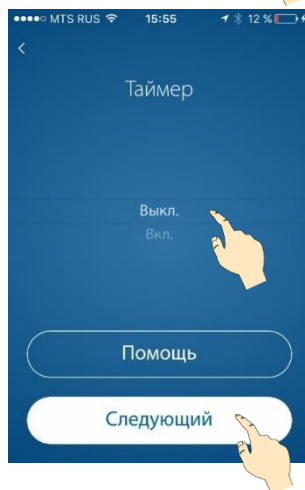 MTS RUS 15:55 12 %
Таймер
Выкл.
Вкл.
Помощь
Следующий